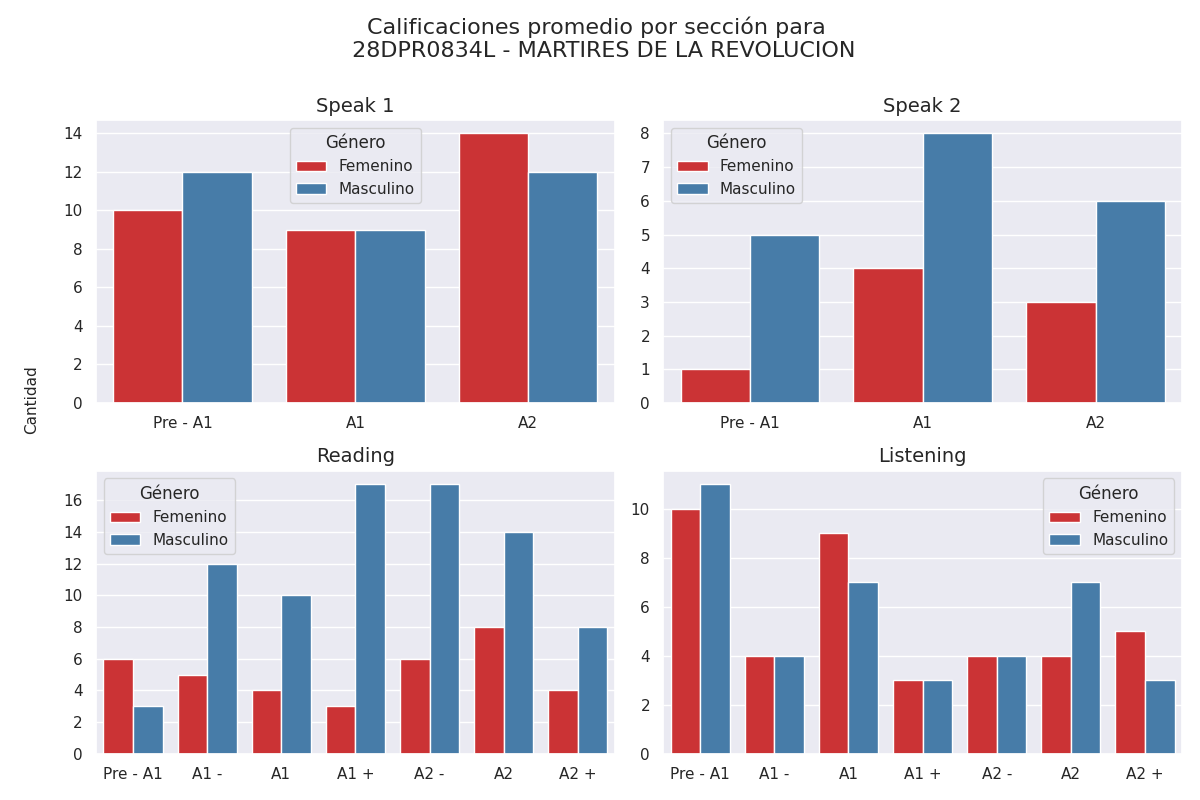 Calificaciones promedio por sección para
28DPR0834L - MARTIRES DE LA REVOLUCION
Cantidad
Speak 1
Género
Femenino
Masculino
14
12
10
8
6
4
2
0
Pre - A1 A1 A2
Speak 2
Género
Femenino
Masculino
8
7
6
5
4
3
2
1
0
Pre - A1 A1 A2
Reading
Género
Femenino
Masculino
16
14
12
10
8
6
4
2
0
Pre - A1 A1 - A1 A1 + A2 - A2 A2 +
Listening
Género
Femenino
Masculino
10
8
6
4
2
0
Pre - A1 A1 - A1 A1 + A2 - A2 A2 +